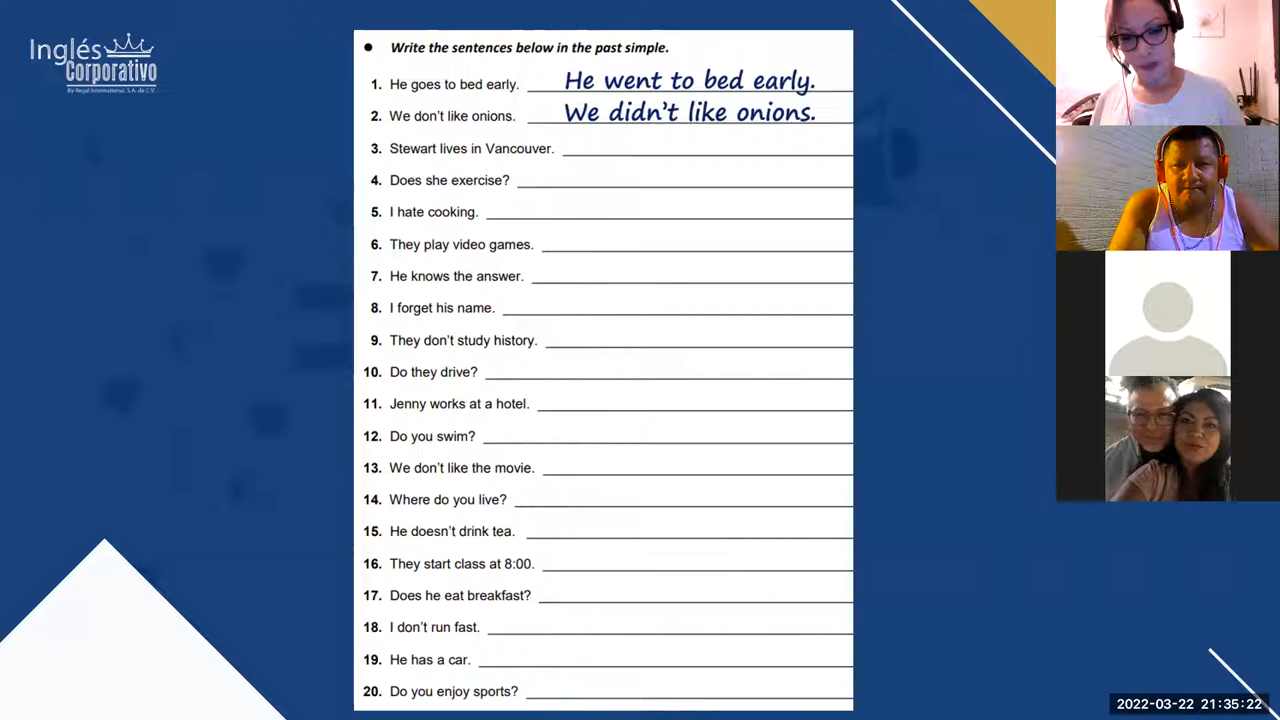 Inglés
Corporativo
By Regal International, S.A. de C.V.
● Write the sentences below in the past simple.
1. He goes to bed early. He went to bed early.
2. We don't like onions. We didn't like onions.
3. Stewart lives in Vancouver.
4. Does she exercise?
5. I hate cooking.
6. They play video games.
7. He knows the answer.
8. I forget his name.
9. They don't study history.
10. Do they drive?
11. Jenny works at a hotel.
12. Do you swim?
13. We don't like the movie.
14. Where do you live?
15. He doesn't drink tea.
16. They start class at 8:00.
17. Does he eat breakfast?
18. I don't run fast.
19. He has a car.
20. Do you enjoy sports?
2022-03-22 21:35:22